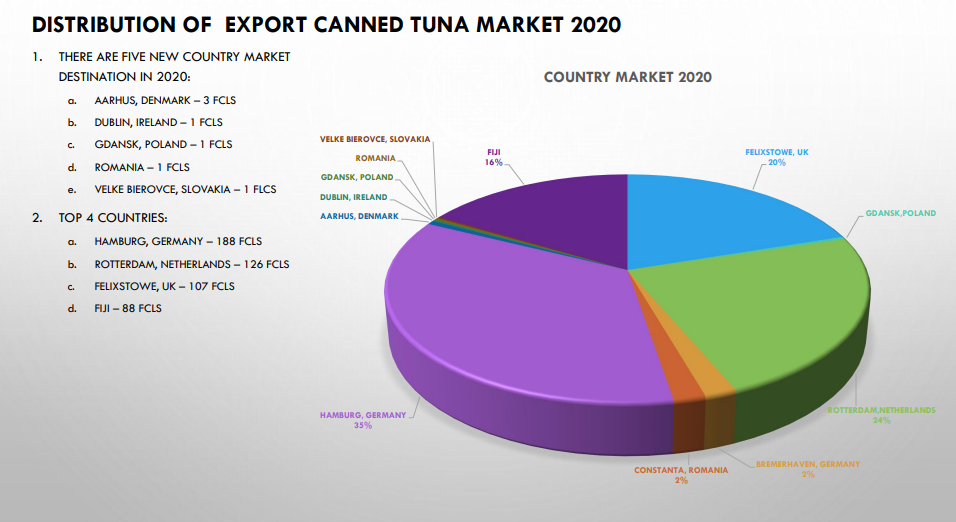 DISTRIBUTION OF EXPORT CANNED TUNA MARKET 2020
1. THERE ARE FIVE NEW COUNTRY MARKET
DESTINATION IN 2020:
a. AARHUS, DENMARK – 3 FCLS
b. DUBLIN, IRELAND – 1 FCLS
c. GDANSK, POLAND – 1 FCLS
d. ROMANIA – 1 FCLS
e. VELKE BIEROVCE, SLOVAKIA – 1 FLCS
2. TOP 4 COUNTRIES:
a. HAMBURG, GERMANY – 188 FCLS
b. ROTTERDAM, NETHERLANDS – 126 FCLS
c. FELIXSTOWE, UK – 107 FCLS
d. FIJI – 88 FCLS
COUNTRY MARKET 2020
VELKE BIEROVCE, SLOVAKIA
ROMANIA
GDANSK, POLAND
DUBLIN, IRELAND
AARHUS, DENMARK
FIJI
16%
FELIXSTOWE, UK
20%
GDANSK,POLAND
ROTTERDAM,NETHERLANDS
24%
BREMERHAVEN, GERMANY
2%
CONSTANTA, ROMANIA
2%
HAMBURG, GERMANY
35%